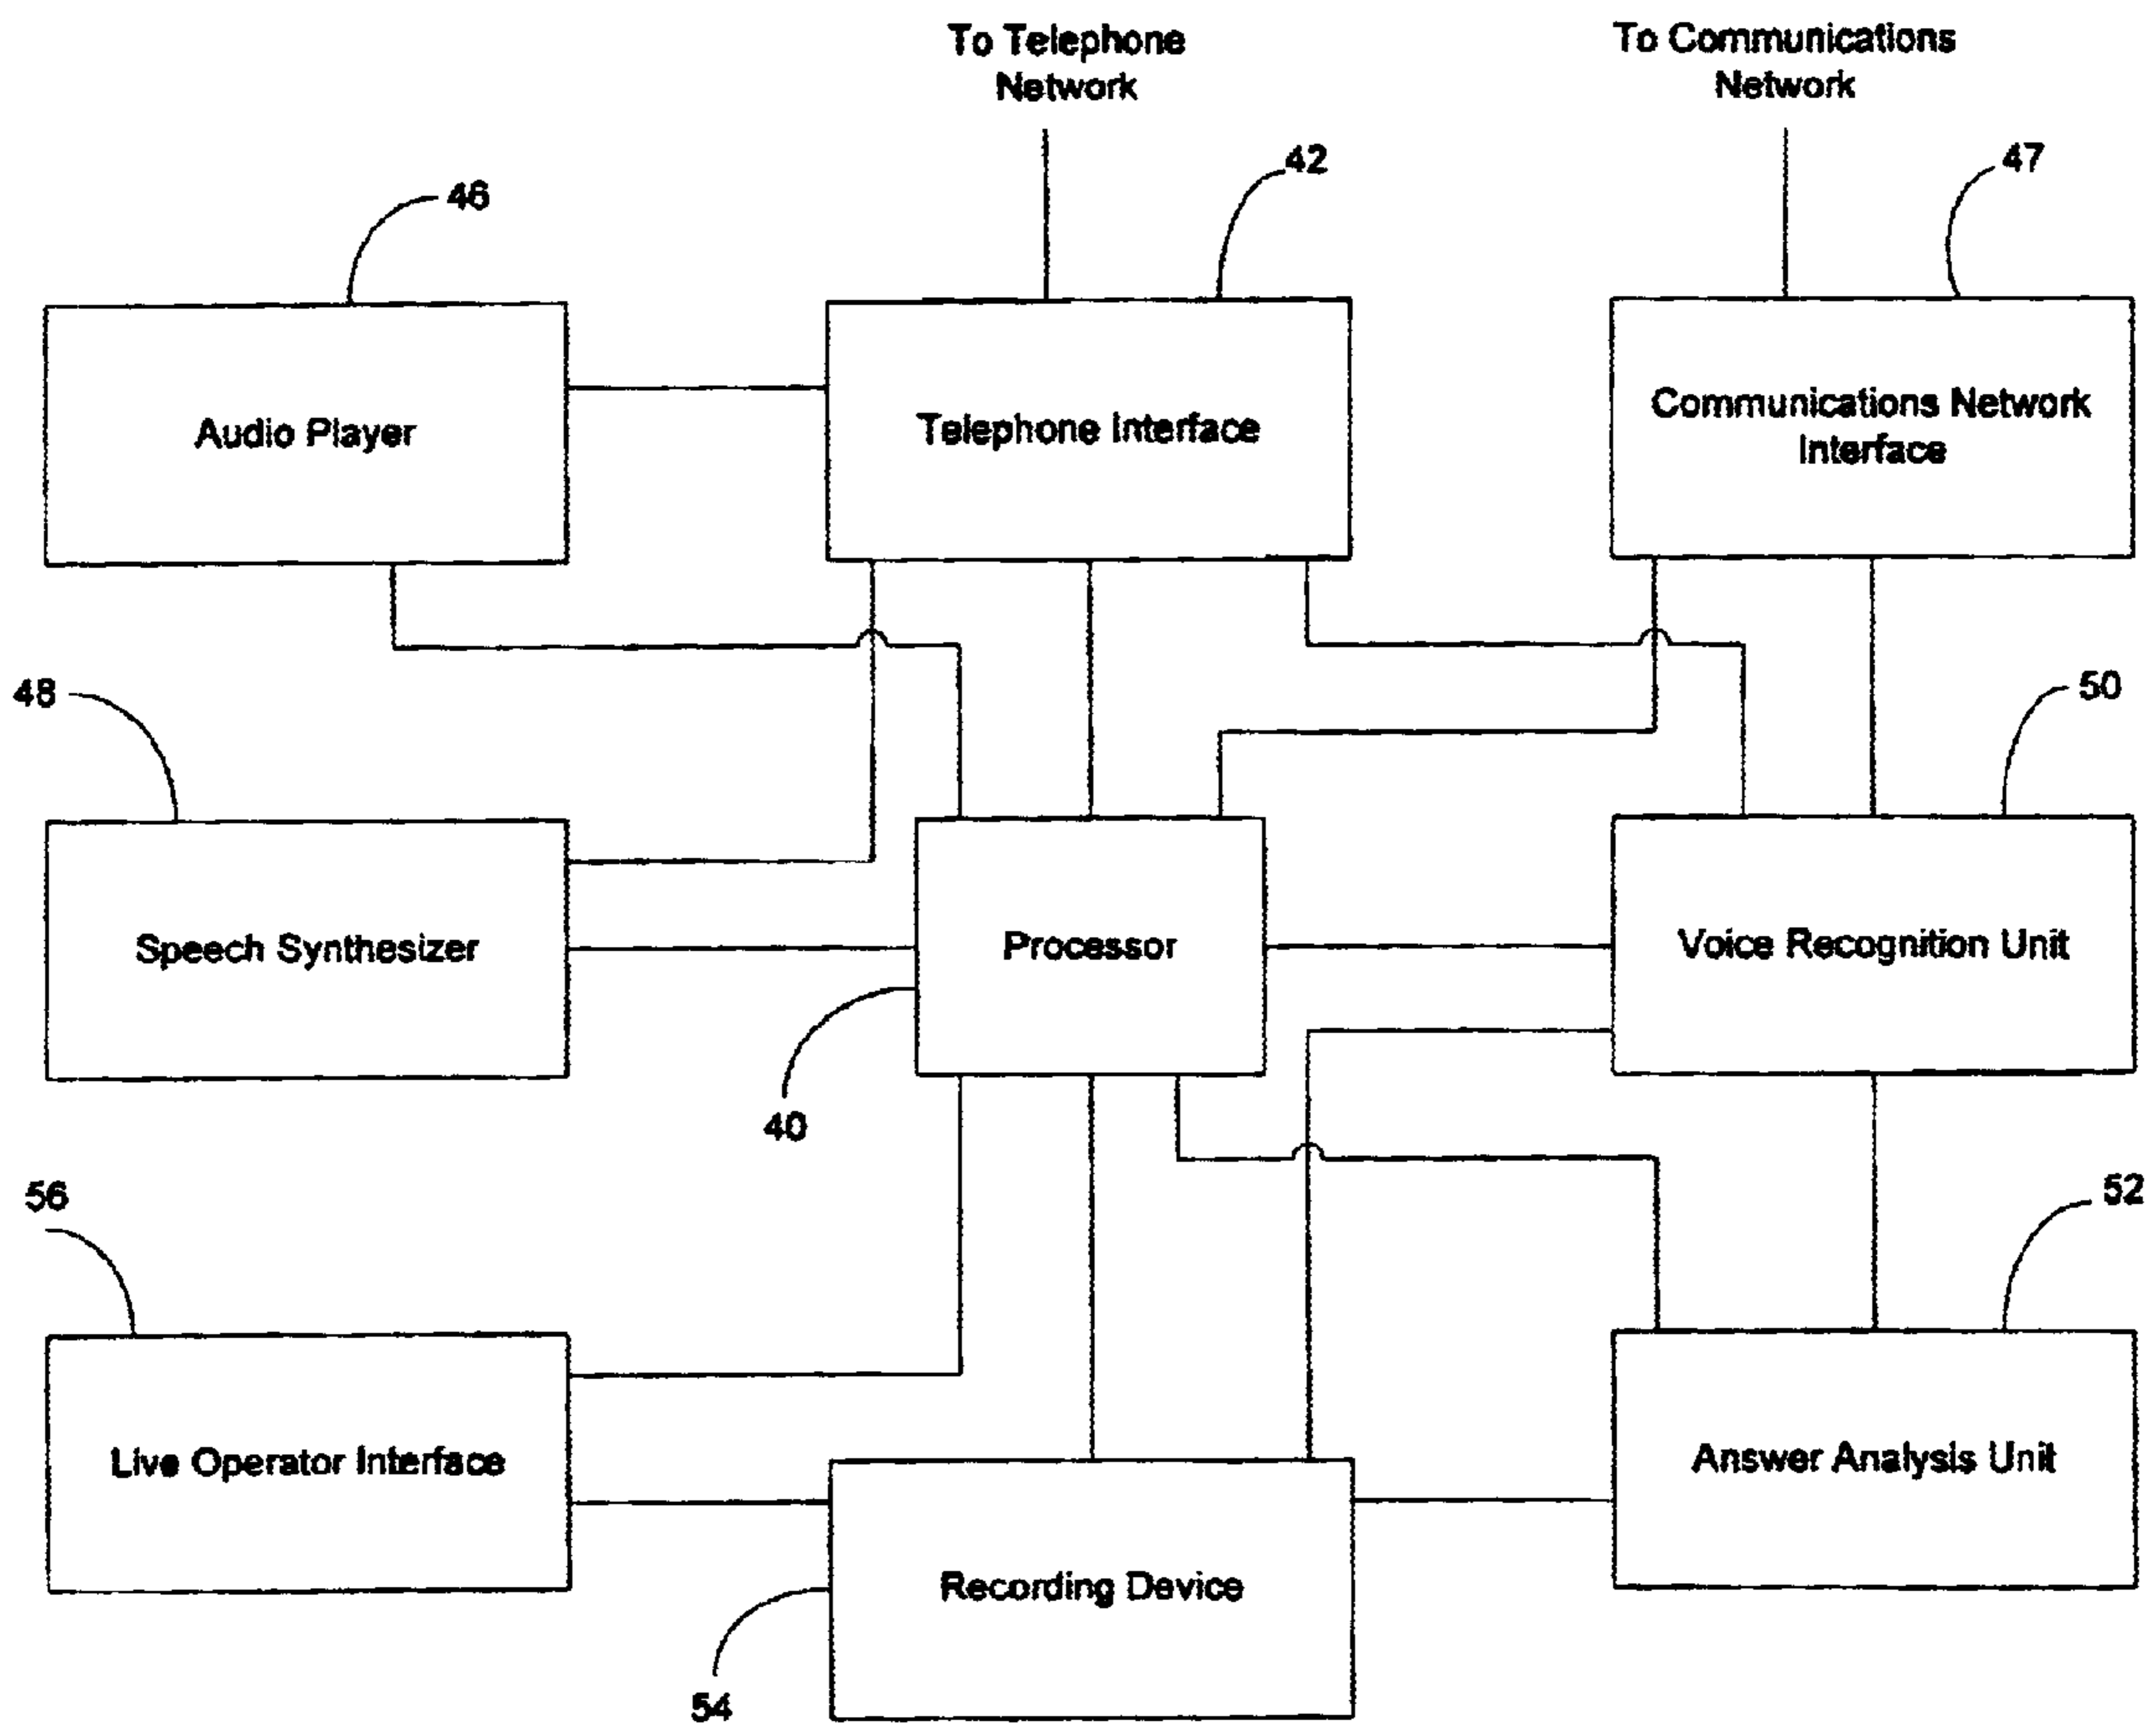 To Telephone
Network
To Communications
Network
46
42
47
Audio Player
Telephone Interface
Communications Network
Interface
48
50
Speech Synthesizer
Processor
Voice Recognition Unit
40
56
52
Live Operator Interface
Answer Analysis Unit
Recording Device
54